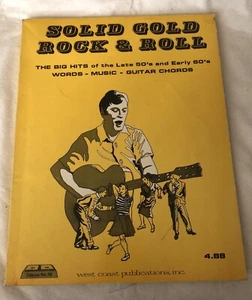 SOLID GOLD
ROCK & ROLL
THE BIG HITS of the Late 50's and Early 60's
WORDS - MUSIC - GUITAR CHORDS
4.88
west coast publications, inc.